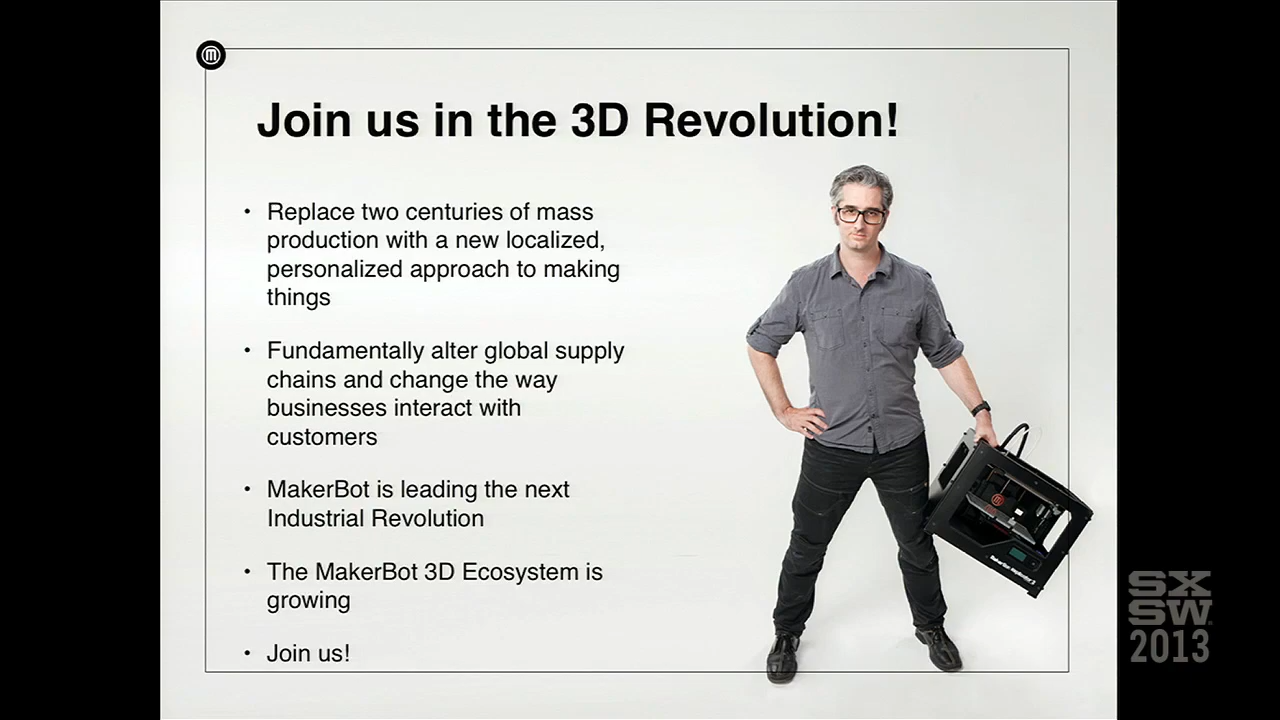 Join us in the 3D Revolution!
• Replace two centuries of mass
production with a new localized,
personalized approach to making
things
• Fundamentally alter global supply
chains and change the way
businesses interact with
customers
• MakerBot is leading the next
Industrial Revolution
• The MakerBot 3D Ecosystem is
growing
• Join us!
SX
SW
2013